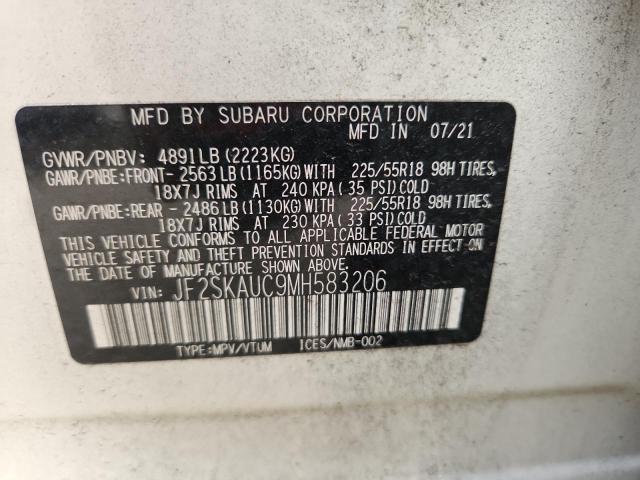 MFD BY SUBARU CORPORATION
MFD IN 07/21
GVWR/PNBV: 4891LB (2223KG)
GAWR/PNBE:FRONT- 2563 LB (1165KG) WITH 225/55R18 98H TIRES,
18X7J RIMS AT 240 KPA ( 35 PSI) COLD
GAWR/PNBE:REAR - 2486 LB (1130KG) WITH 225/55R18 98H TIRES,
18X7J RIMS AT 230 KPA ( 33 PSI) COLD
THIS VEHICLE CONFORMS TO ALL APPLICABLE FEDERAL MOTOR
VEHICLE SAFETY AND THEFT PREVENTION STANDARDS IN EFFECT ON
THE DATE OF MANUFACTURE SHOWN ABOVE.
VIN: JF2SKAUC9MH583206
TYPE:MPV/VTUM ICES/NMB-002